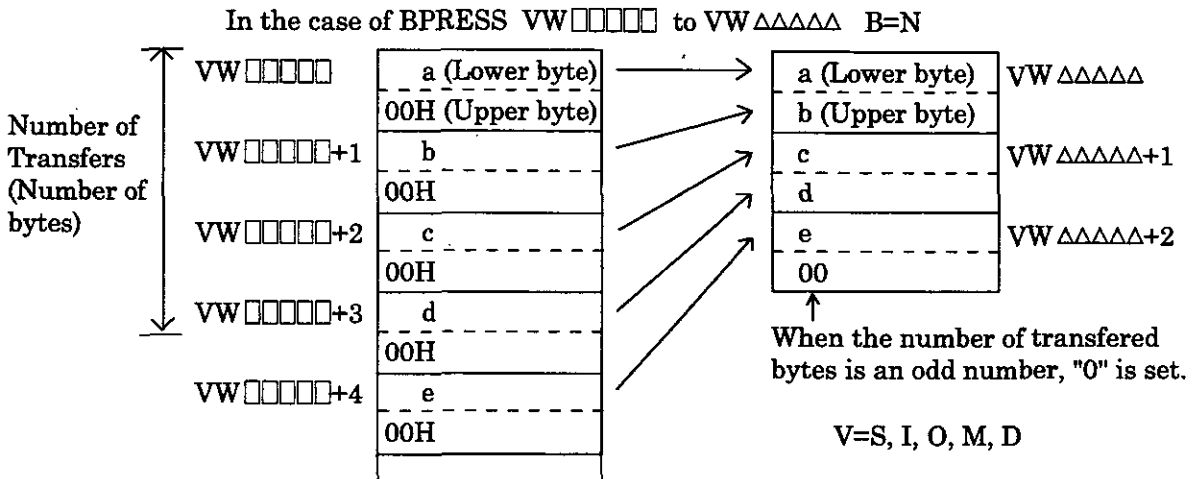 In the case of BPRESS VW□□□□□ to VW△△△△△ B=N
Number of
Transfers
(Number of
bytes)
VW□□□□□
a (Lower byte)
00H (Upper byte)
VW□□□□□+1
b
00H
VW□□□□□+2
c
00H
VW□□□□□+3
d
00H
VW□□□□□+4
e
00H
a (Lower byte)
VW△△△△△
b (Upper byte)
c
VW△△△△△+1
d
e
VW△△△△△+2
00
When the number of transfered
bytes is an odd number, "0" is set.
V=S, I, O, M, D